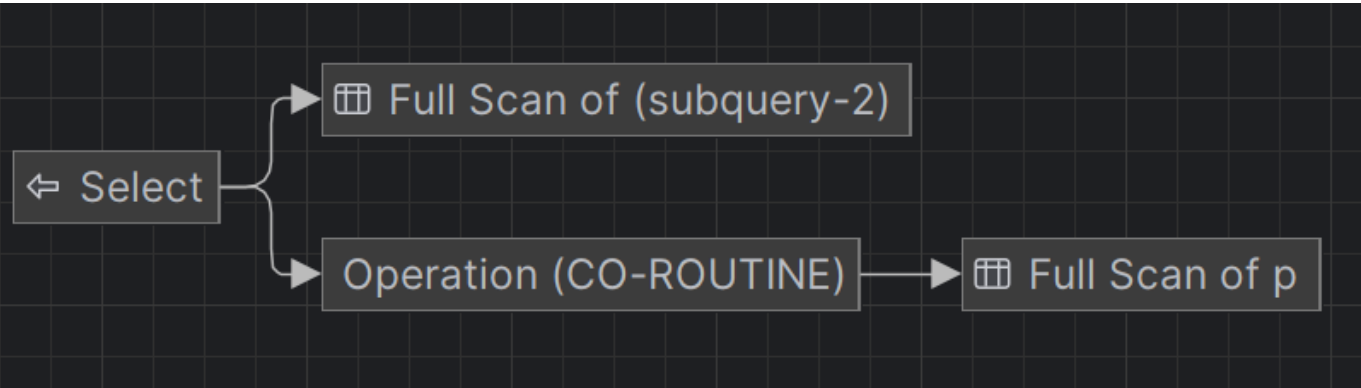 Full Scan of (subquery-2)
Select
Operation (CO-ROUTINE)
Full Scan of p